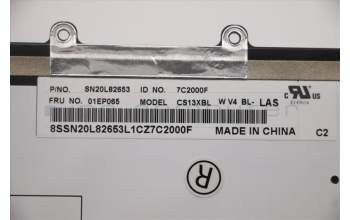 P/NO. SN20L82653 ID NO. 7C2000F
FRU NO. 01EP065 MODEL CS13XBL W V4 BL- LAS
8SSN20L82653L1CZ7C2000F MADE IN CHINA C2
R